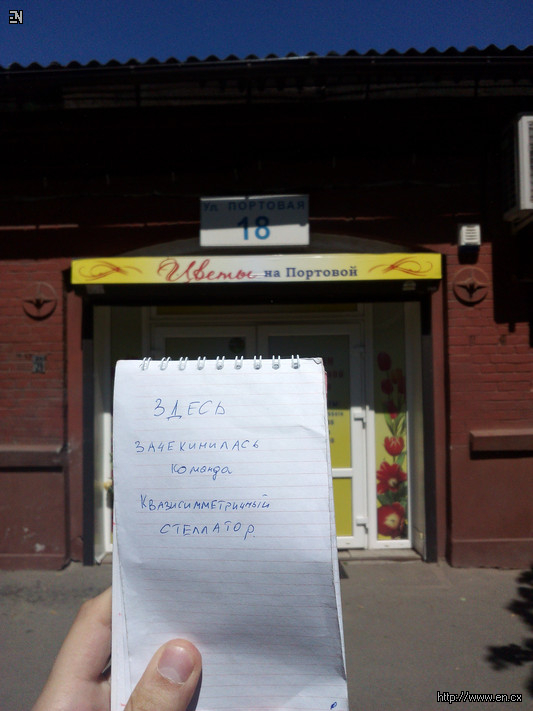 EN
ул. ПОРТОВАЯ
18
Цветы на Портовой
ЗДЕСЬ
ЗАЧЕКИНИЛАСЬ
команда
КВАЗИСИММЕТРИЧНЫЙ
СТЕЛЛАТОР
http://www.en.cx